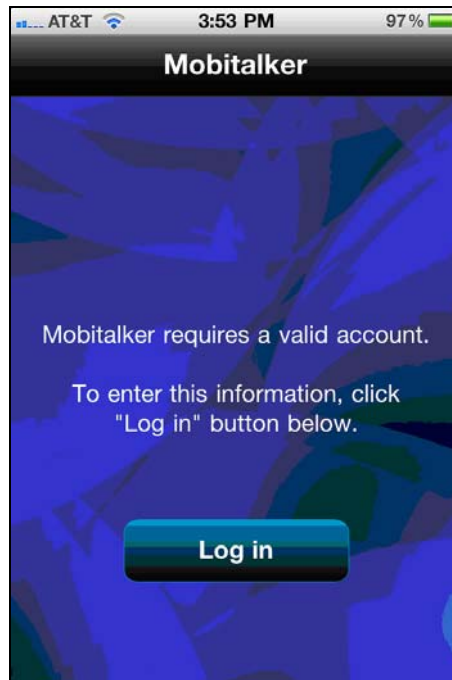 AT&T 3:53 PM 97%
Mobitalker
Mobitalker requires a valid account.
To enter this information, click
"Log in" button below.
Log in